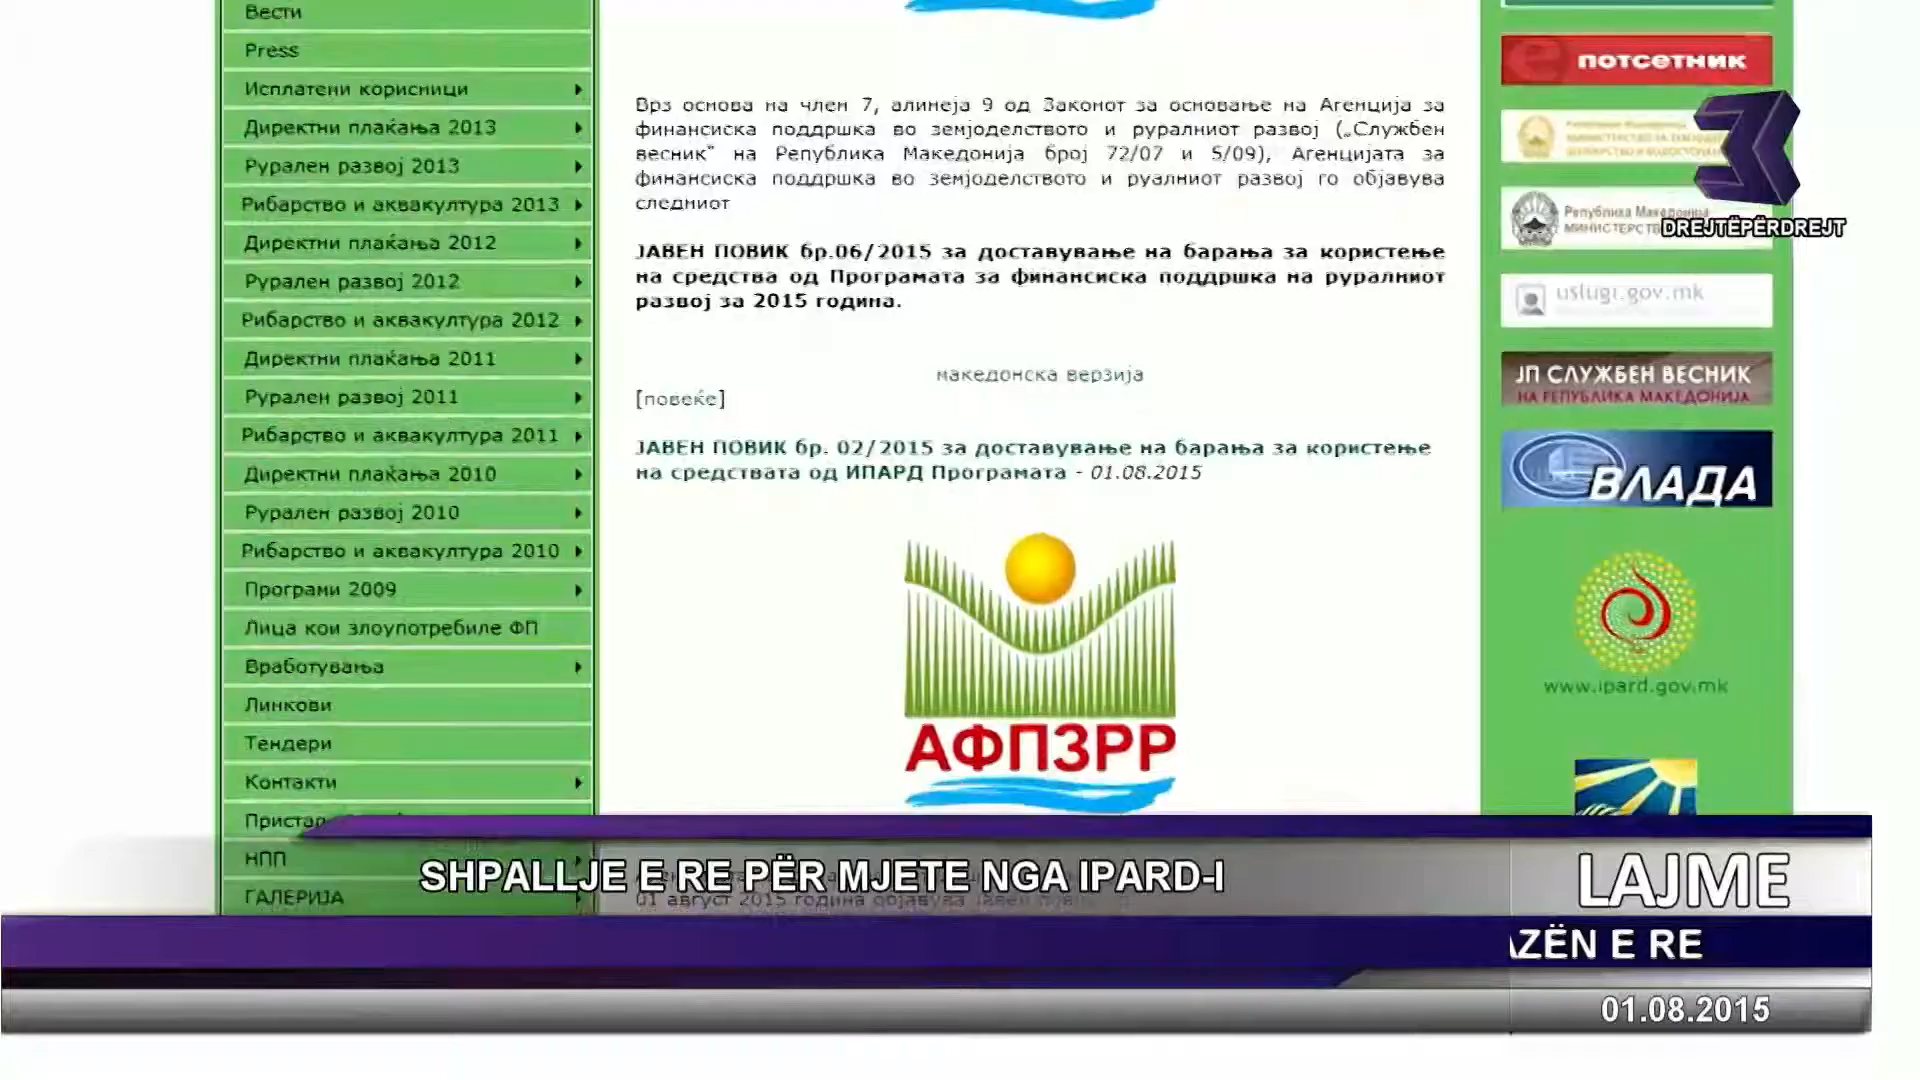 Вести
Press
Исплатени корисници
Директни плаќања 2013
Рурален развој 2013
Рибарство и аквакултура 2013
Директни плаќања 2012
Рурален развој 2012
Рибарство и аквакултура 2012
Директни плаќања 2011
Рурален развој 2011
Рибарство и аквакултура 2011
Директни плаќања 2010
Рурален развој 2010
Рибарство и аквакултура 2010
Програми 2009
Лица кои злоупотребиле ФП
Вработувања
Линкови
Тендери
Контакти
НПП
ГАЛЕРИЈА
Врз основа на член 7, алинеја 9 од Законот за основање на Агенција за
финансиска поддршка во земјоделството и руралниот развој („Службен
весник" на Република Македонија број 72/07 и 5/09), Агенцијата за
финансиска поддршка во земјоделството и руалниот развој го објавува
следниот
ЈАВЕН ПОВИК бр.06/2015 за доставување на барања за користење
на средства од Програмата за финансиска поддршка на руралниот
развој за 2015 година.
македонска верзија
[повеќе]
ЈАВЕН ПОВИК бр. 02/2015 за доставување на барања за користење
на средствата од ИПАРД Програмата - 01.08.2015
АФПЗРР
01 август 2015 година објавува јавен
ПОТСЕТНИК
Република Македонија
DREJTËPËRDREJT
uslugi.gov.mk
ЈП СЛУЖБЕН ВЕСНИК
НА РЕПУБЛИКА МАКЕДОНИЈА
ВЛАДА
www.ipard.gov.mk
SHPALLJE E RE PËR MJETE NGA IPARD-I
LAJME
ZËN E RE
01.08.2015